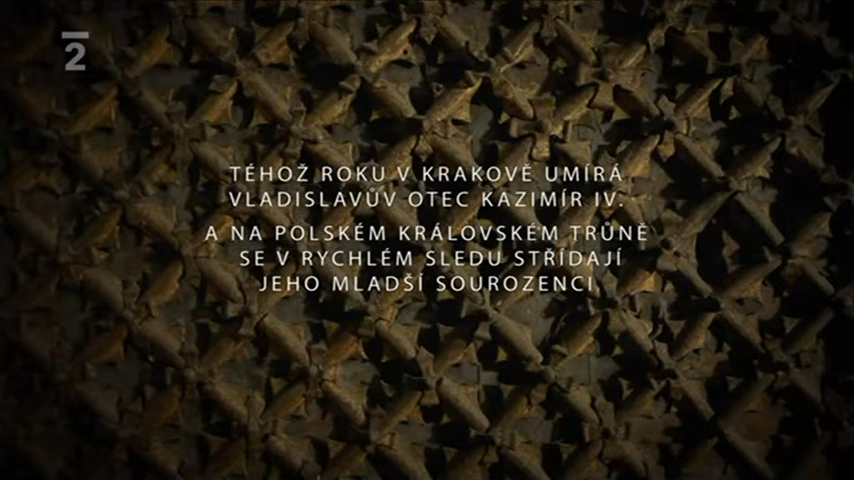 2
TÉHOŽ ROKU V KRAKOVĚ UMÍRÁ
VLADISLAVŮV OTEC KAZIMÍR IV.
A NA POLSKÉM KRÁLOVSKÉM TRŮNĚ
SE V RYCHLÉM SLEDU STŘÍDAJÍ
JEHO MLADŠÍ SOUROZENCI